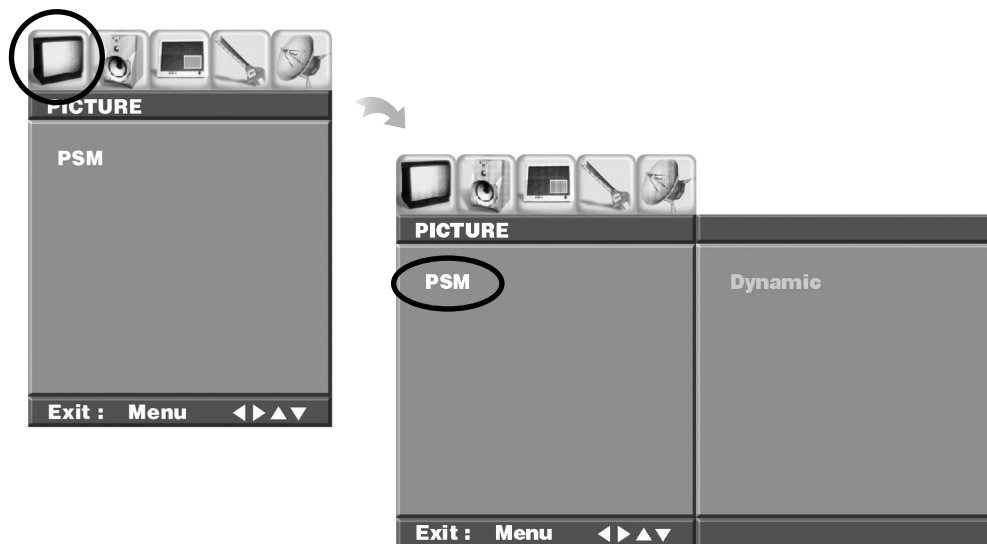 PICTURE
PSM
Exit : Menu ◀▶▲▼
PICTURE
PSM Dynamic
Exit : Menu ◀▶▲▼